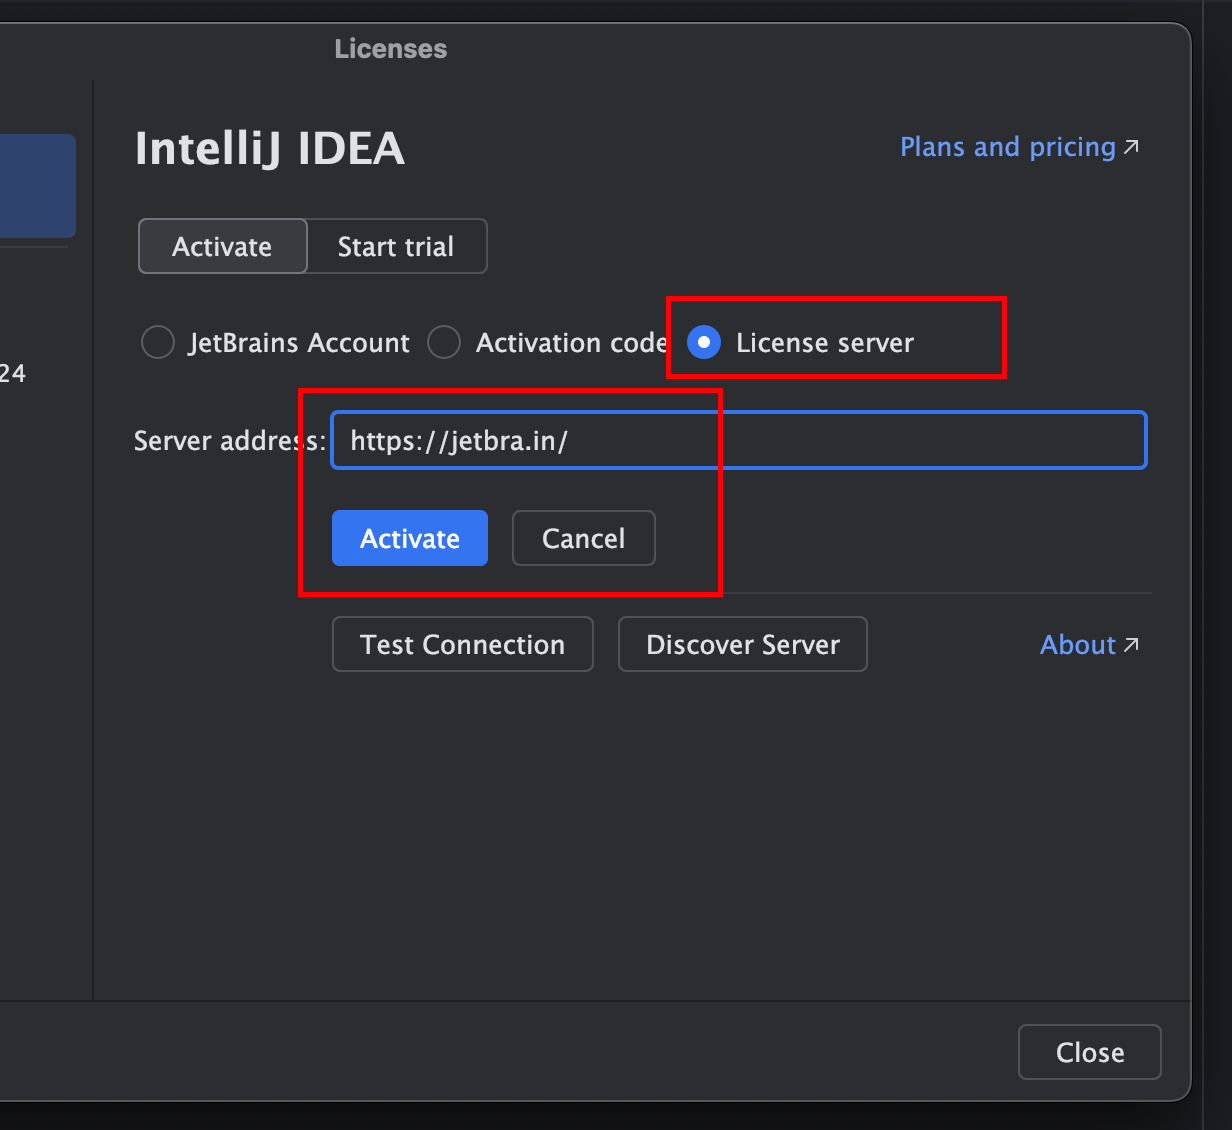 Licenses
IntelliJ IDEA
Plans and pricing
Activate
Start trial
JetBrains Account
Activation code
License server
24
Server address:
https://jetbra.in/
Activate
Cancel
Test Connection
Discover Server
About
Close